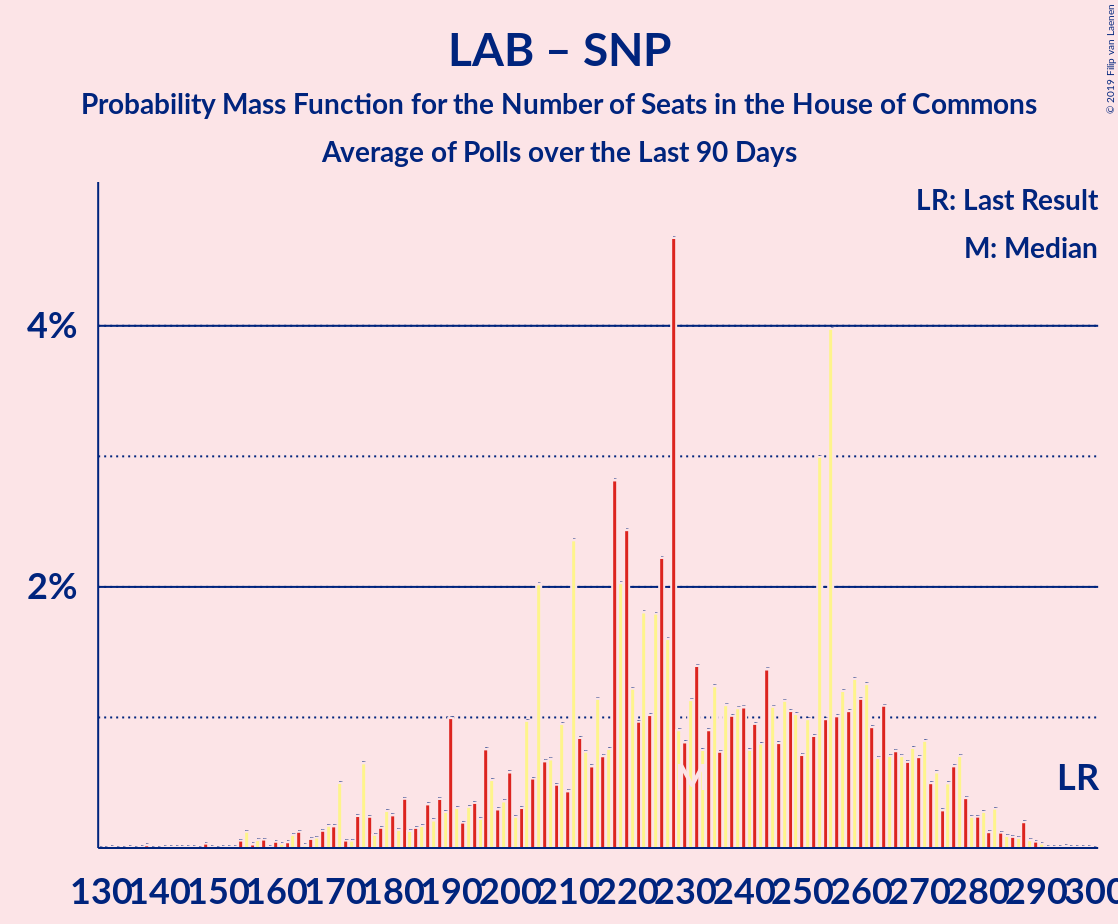 LAB – SNP
Probability Mass Function for the Number of Seats in the House of Commons
Average of Polls over the Last 90 Days
© 2019 Filip van Laenen
LR: Last Result
M: Median
4%
2%
M
LR
130 140 150 160 170 180 190 200 210 220 230 240 250 260 270 280 290 300